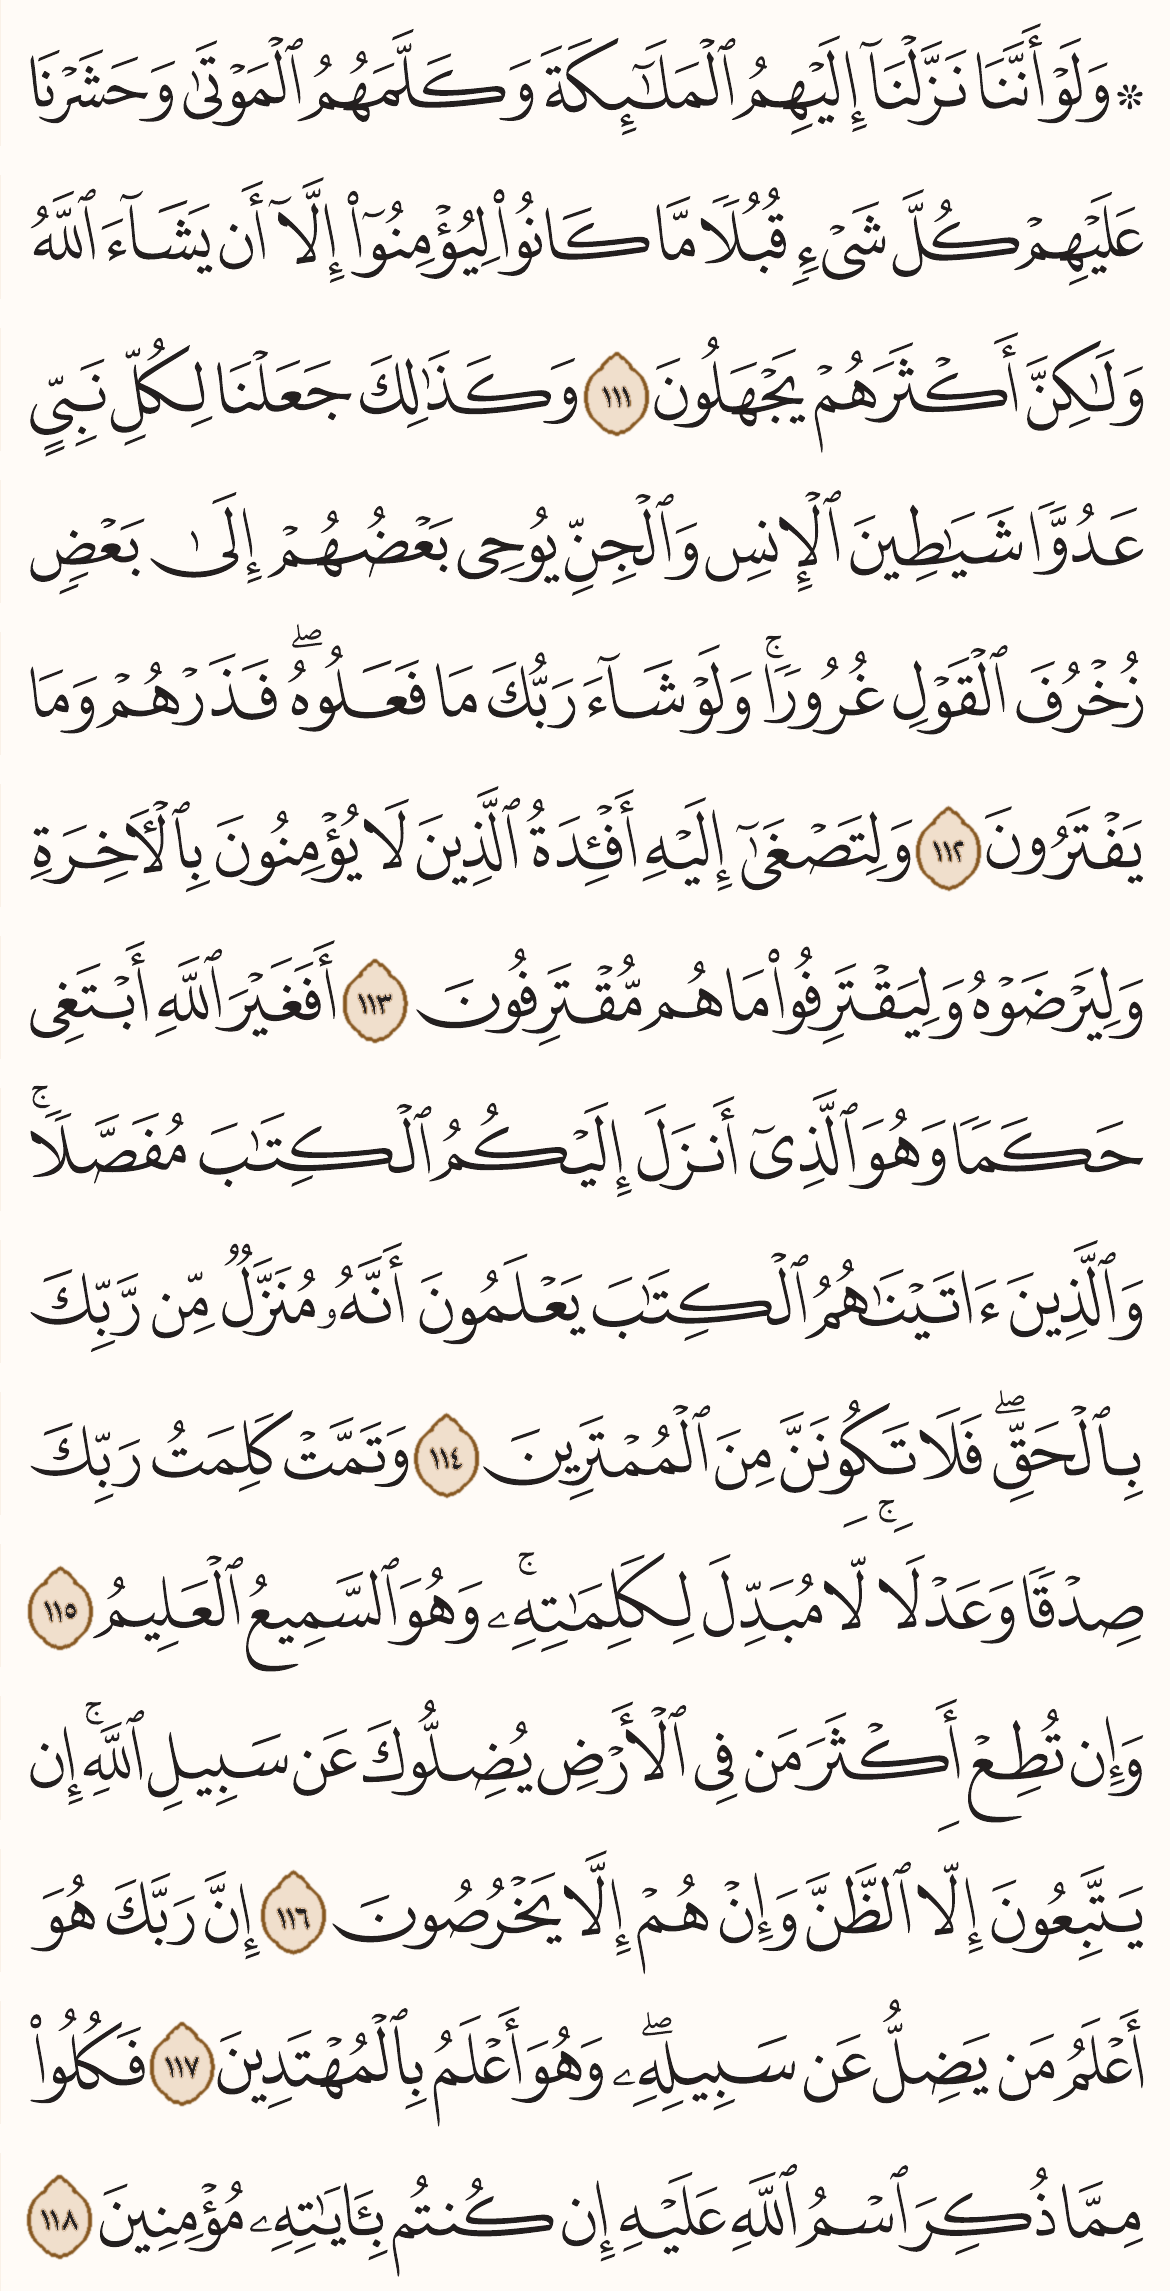 ۞ وَلَوۡ أَنَّنَا نَزَّلۡنَآ إِلَيۡهِمُ ٱلۡمَلَٰٓئِكَةَ وَكَلَّمَهُمُ ٱلۡمَوۡتَىٰ وَحَشَرۡنَا
عَلَيۡهِمۡ كُلَّ شَيۡءٖ قُبُلٗا مَّا كَانُواْ لِيُؤۡمِنُوٓاْ إِلَّآ أَن يَشَآءَ ٱللَّهُ
وَلَٰكِنَّ أَكۡثَرَهُمۡ يَجۡهَلُونَ ١١١ وَكَذَٰلِكَ جَعَلۡنَا لِكُلِّ نَبِيٍّ
عَدُوّٗا شَيَٰطِينَ ٱلۡإِنسِ وَٱلۡجِنِّ يُوحِي بَعۡضُهُمۡ إِلَىٰ بَعۡضٖ
زُخۡرُفَ ٱلۡقَوۡلِ غُرُورٗاۚ وَلَوۡ شَآءَ رَبُّكَ مَا فَعَلُوهُۖ فَذَرۡهُمۡ وَمَا
يَفۡتَرُونَ ١١٢ وَلِتَصۡغَىٰٓ إِلَيۡهِ أَفۡـِٔدَةُ ٱلَّذِينَ لَا يُؤۡمِنُونَ بِٱلۡأٓخِرَةِ
وَلِيَرۡضَوۡهُ وَلِيَقۡتَرِفُواْ مَا هُم مُّقۡتَرِفُونَ ١١٣ أَفَغَيۡرَ ٱللَّهِ أَبۡتَغِي
حَكَمٗا وَهُوَ ٱلَّذِيٓ أَنزَلَ إِلَيۡكُمُ ٱلۡكِتَٰبَ مُفَصَّلٗاۚ
وَٱلَّذِينَ ءَاتَيۡنَٰهُمُ ٱلۡكِتَٰبَ يَعۡلَمُونَ أَنَّهُۥ مُنَزَّلٞ مِّن رَّبِّكَ
بِٱلۡحَقِّۖ فَلَا تَكُونَنَّ مِنَ ٱلۡمُمۡتَرِينَ ١١٤ وَتَمَّتۡ كَلِمَتُ رَبِّكَ
صِدۡقٗا وَعَدۡلٗاۚ لَّا مُبَدِّلَ لِكَلِمَٰتِهِۦۚ وَهُوَ ٱلسَّمِيعُ ٱلۡعَلِيمُ ١١٥
وَإِن تُطِعۡ أَكۡثَرَ مَن فِي ٱلۡأَرۡضِ يُضِلُّوكَ عَن سَبِيلِ ٱللَّهِۚ إِن
يَتَّبِعُونَ إِلَّا ٱلظَّنَّ وَإِنۡ هُمۡ إِلَّا يَخۡرُصُونَ ١١٦ إِنَّ رَبَّكَ هُوَ
أَعۡلَمُ مَن يَضِلُّ عَن سَبِيلِهِۦۖ وَهُوَ أَعۡلَمُ بِٱلۡمُهۡتَدِينَ ١١٧ فَكُلُواْ
مِمَّا ذُكِرَ ٱسۡمُ ٱللَّهِ عَلَيۡهِ إِن كُنتُم بِـَٔايَٰتِهِۦ مُؤۡمِنِينَ ١١٨